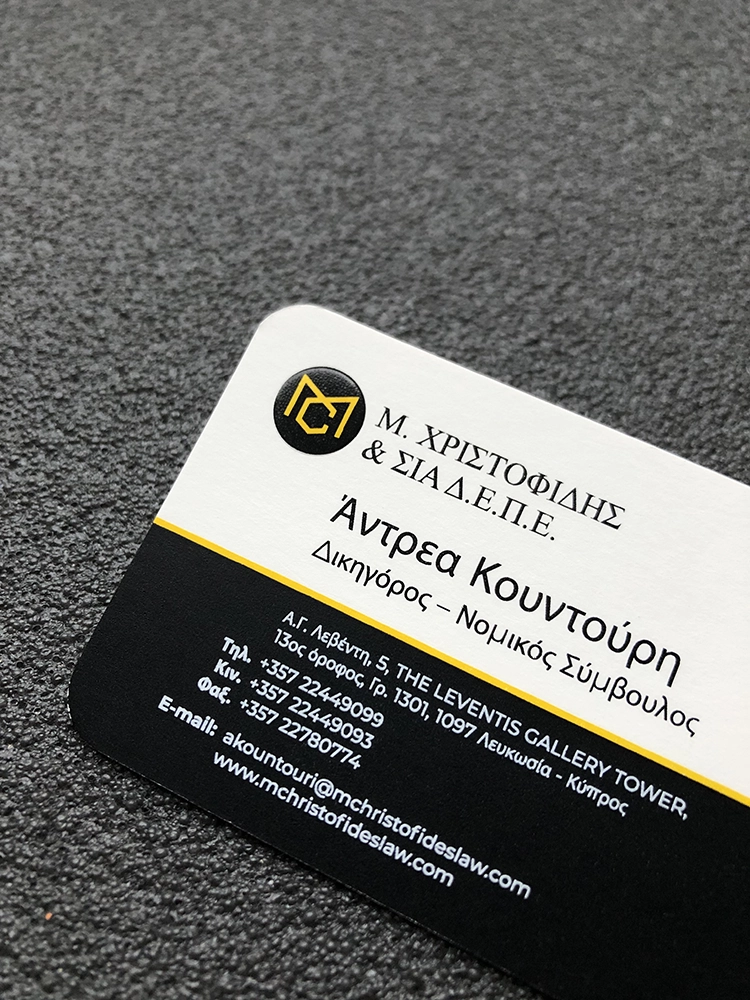 MC
Μ. ΧΡΙΣΤΟΦΙΔΗΣ
& ΣΙΑ Δ.Ε.Π.Ε.
Άντρεα Κουντούρη
Δικηγόρος – Νομικός Σύμβουλος
Α.Γ. Λεβέντη, 5, THE LEVENTIS GALLERY TOWER,
13ος όροφος, Γρ. 1301, 1097 Λευκωσία - Κύπρος
Τηλ. +357 22449099
Κιν. +357 22449093
Φαξ. +357 22780774
E-mail: akountouri@mchristofideslaw.com
www.mchristofideslaw.com